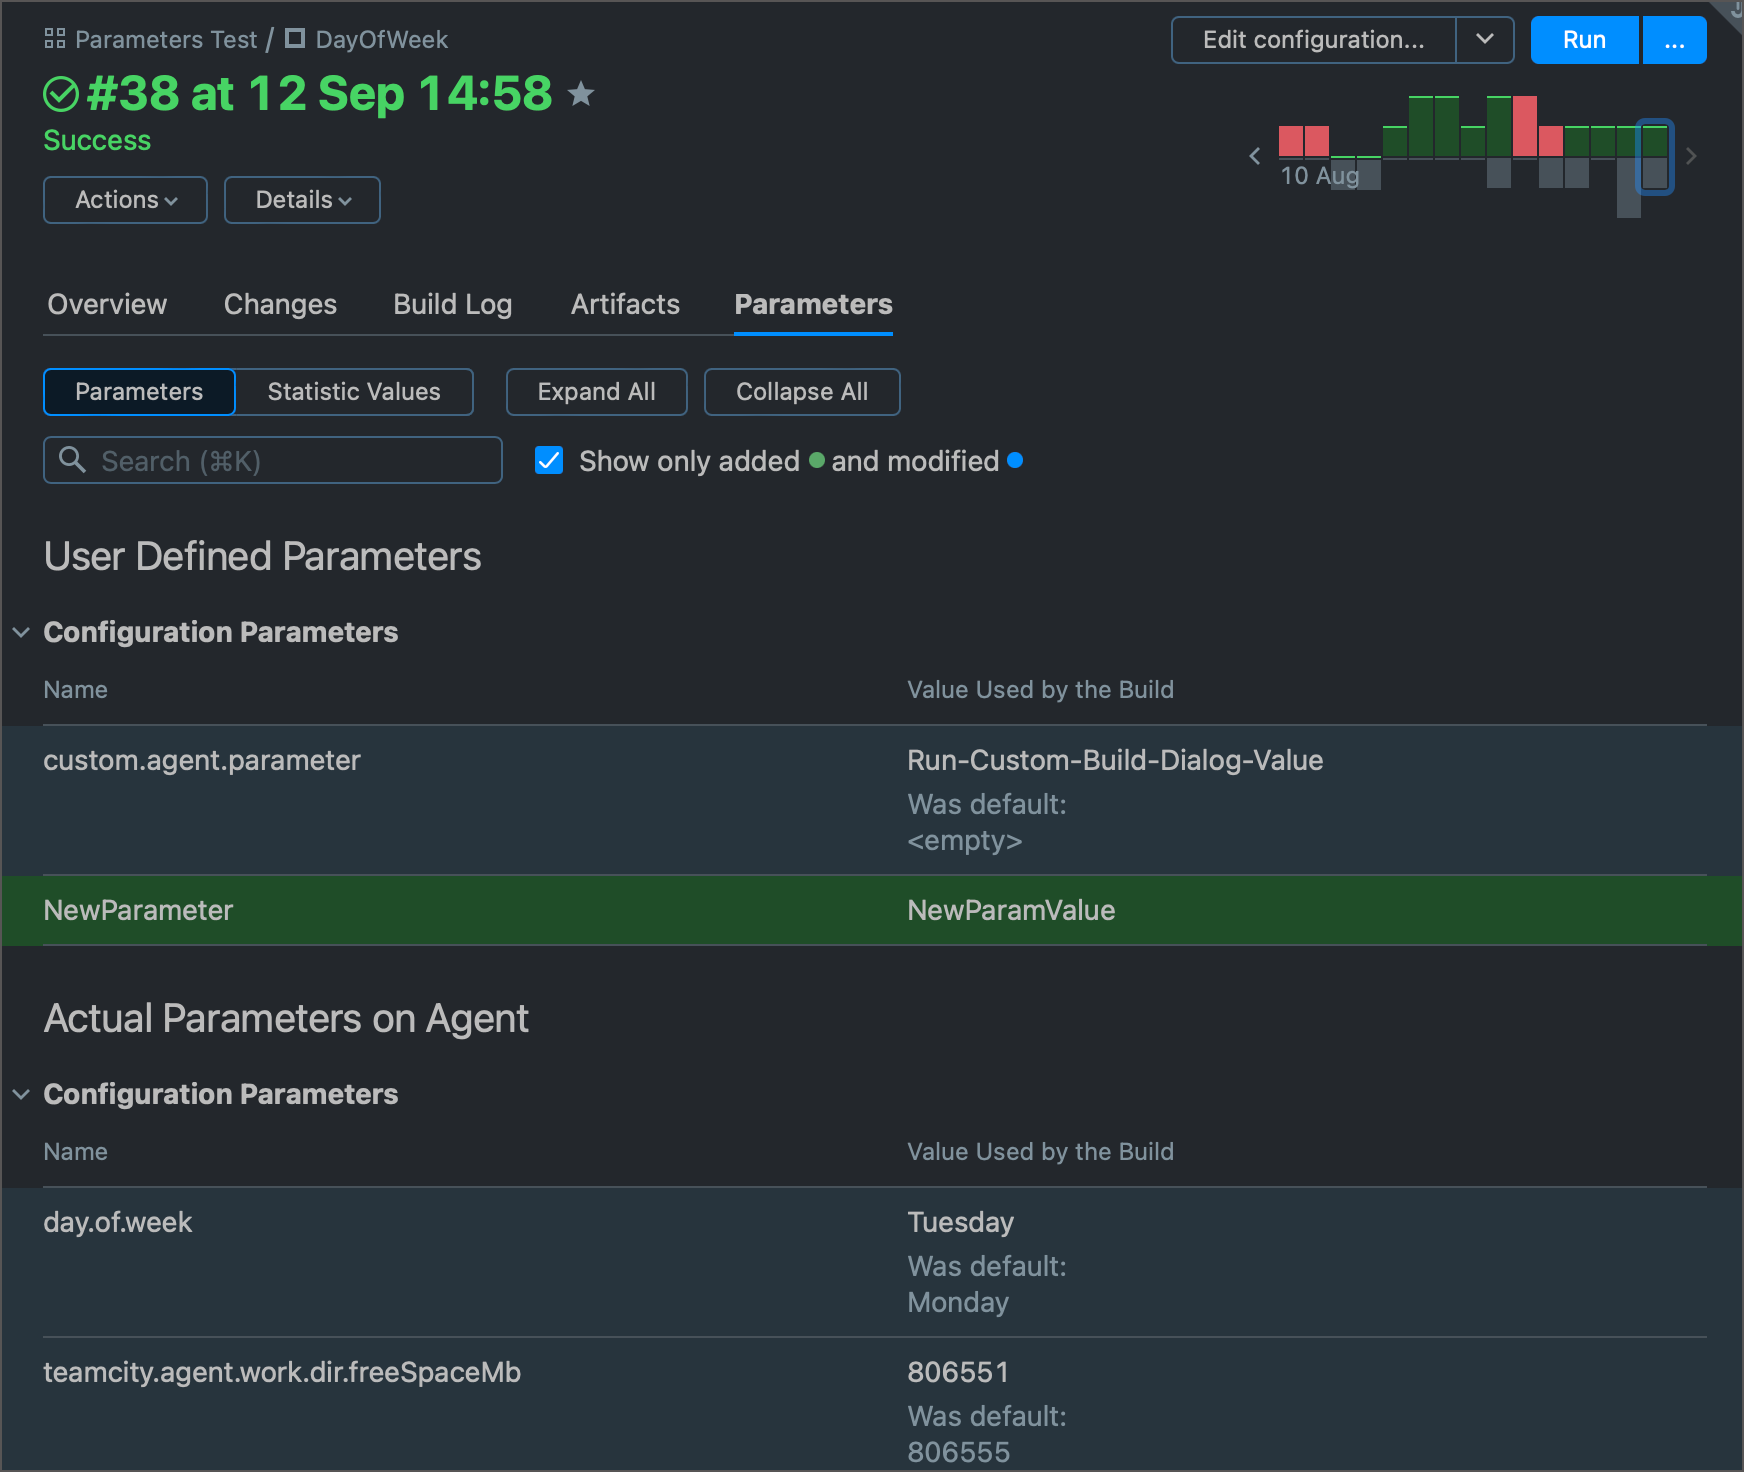 Parameters Test / DayOfWeek
Edit configuration...
Run
...
#38 at 12 Sep 14:58
Success
10 Aug
Actions
Details
Overview
Changes
Build Log
Artifacts
Parameters
Parameters
Statistic Values
Expand All
Collapse All
Search (⌘K)
Show only added and modified
User Defined Parameters
Configuration Parameters
Name
Value Used by the Build
custom.agent.parameter
Run-Custom-Build-Dialog-Value
Was default:
<empty>
NewParameter
NewParamValue
Actual Parameters on Agent
Configuration Parameters
Name
Value Used by the Build
day.of.week
Tuesday
Was default:
Monday
teamcity.agent.work.dir.freeSpaceMb
806551
Was default:
806555